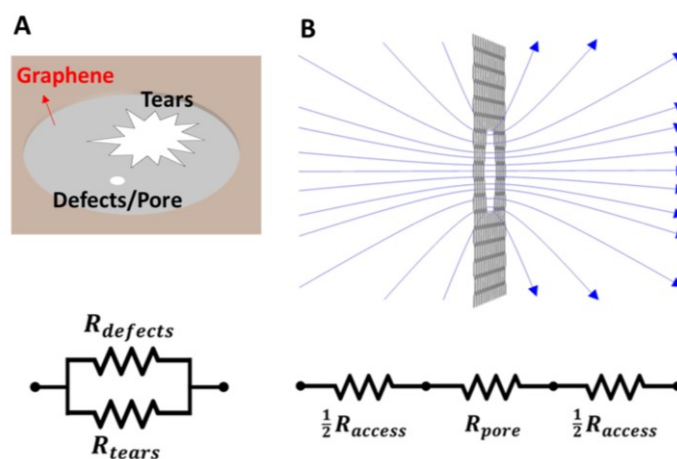 A
Graphene
Tears
Defects/Pore
R_defects
R_tears
B
½ R_access
R_pore
½ R_access